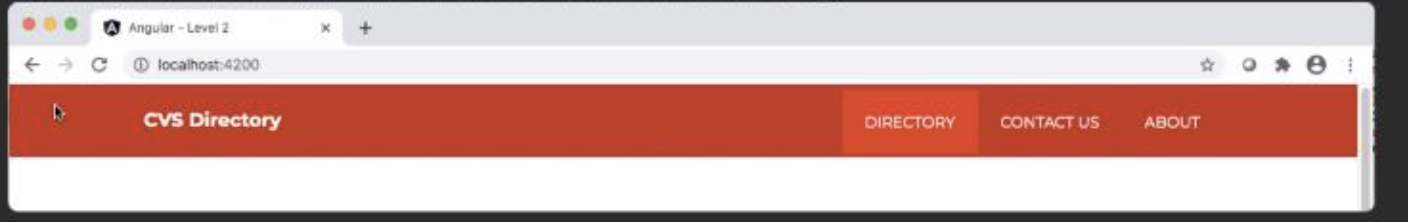 Angular - Level 2
localhost:4200
CVS Directory DIRECTORY CONTACT US ABOUT